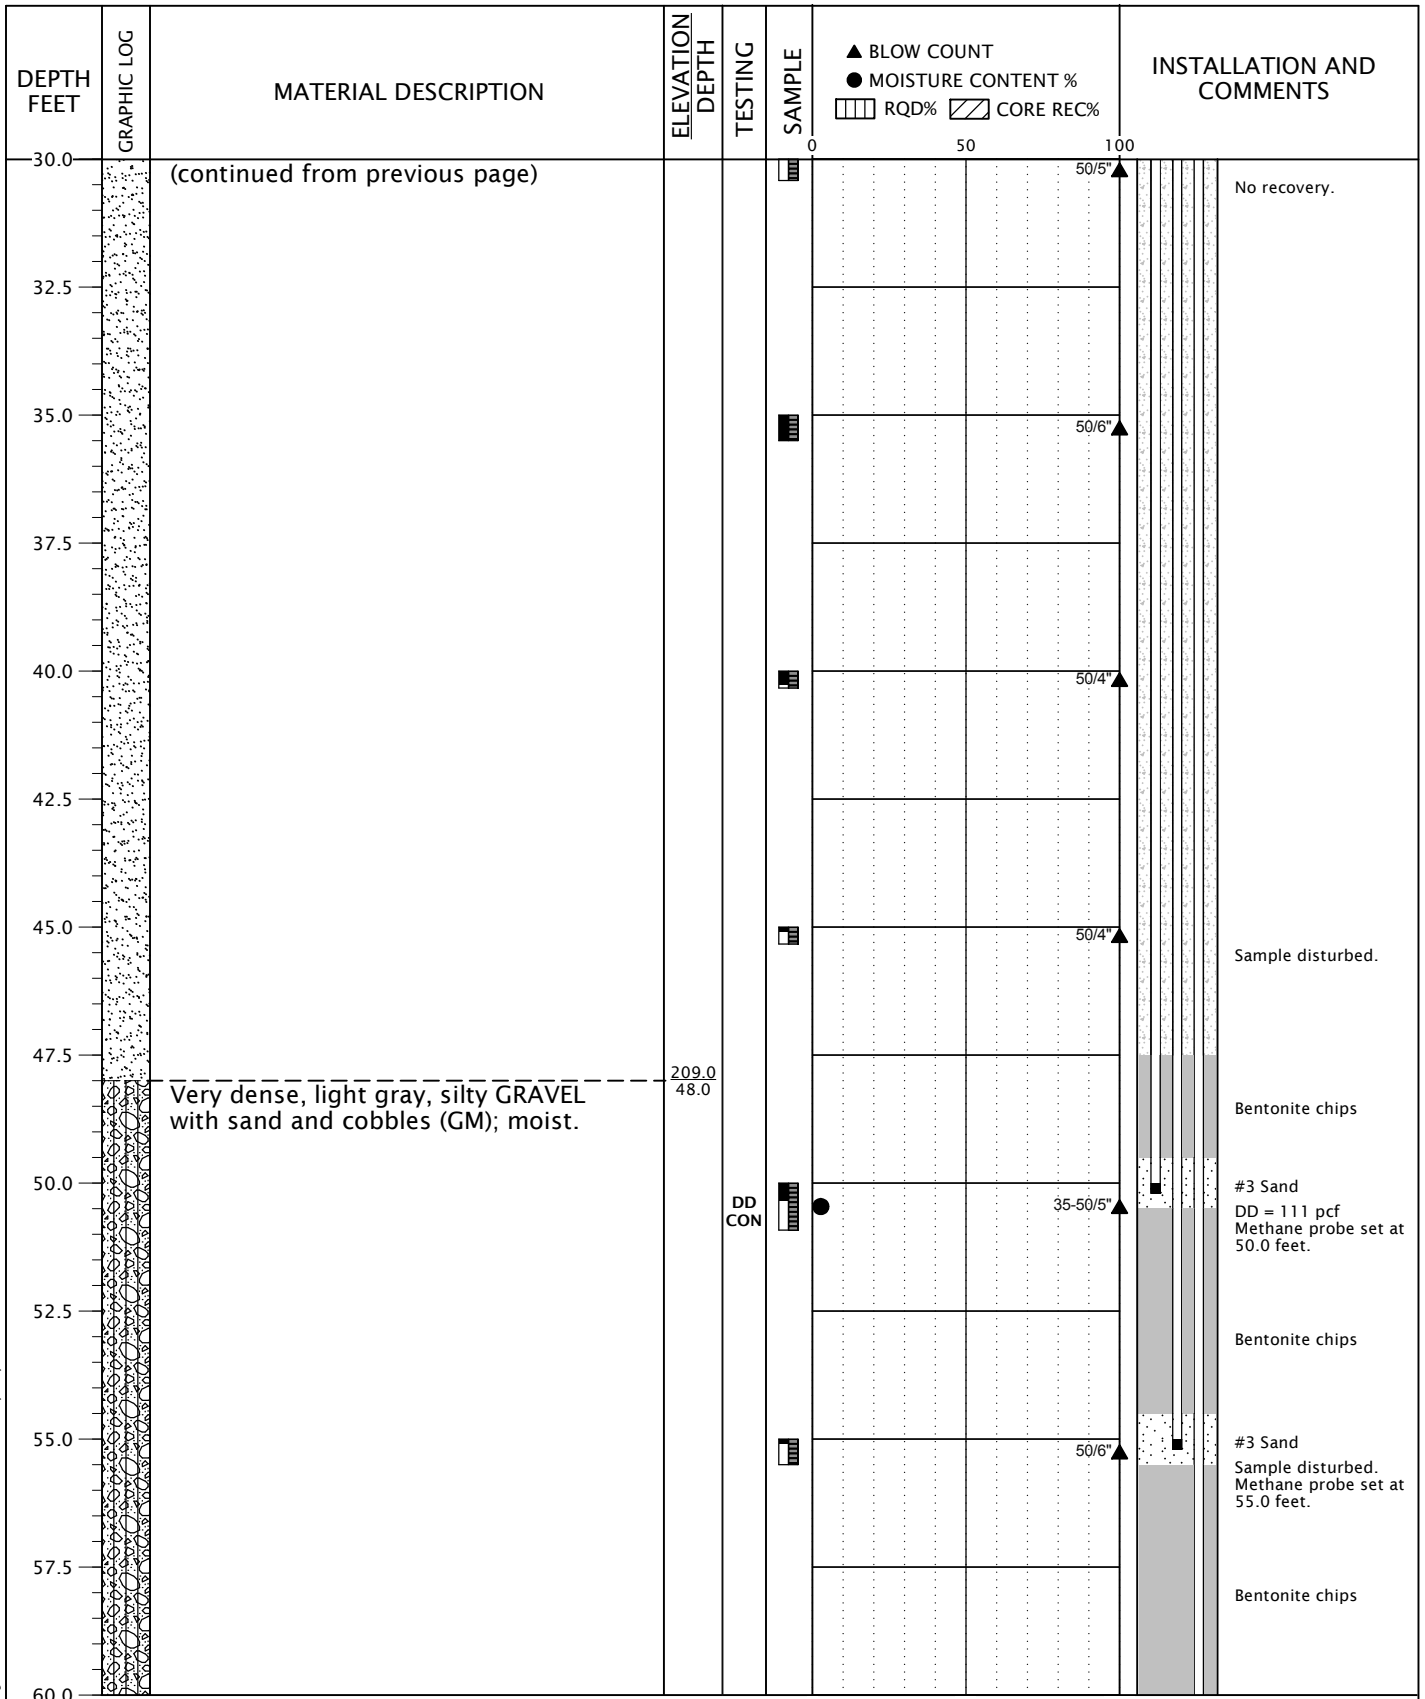 DEPTH
FEET
GRAPHIC LOG
MATERIAL DESCRIPTION
ELEVATION
DEPTH
TESTING
SAMPLE
▲ BLOW COUNT
● MOISTURE CONTENT %
RQD% CORE REC%
0 50 100
INSTALLATION AND
COMMENTS
30.0
(continued from previous page)
50/5"
No recovery.
32.5
35.0
50/6"
37.5
40.0
50/4"
42.5
45.0
50/4"
Sample disturbed.
47.5
209.0
48.0
Very dense, light gray, silty GRAVEL
with sand and cobbles (GM); moist.
Bentonite chips
50.0
DD
CON
35-50/5"
#3 Sand
DD = 111 pcf
Methane probe set at
50.0 feet.
52.5
Bentonite chips
55.0
50/6"
#3 Sand
Sample disturbed.
Methane probe set at
55.0 feet.
57.5
Bentonite chips
60.0